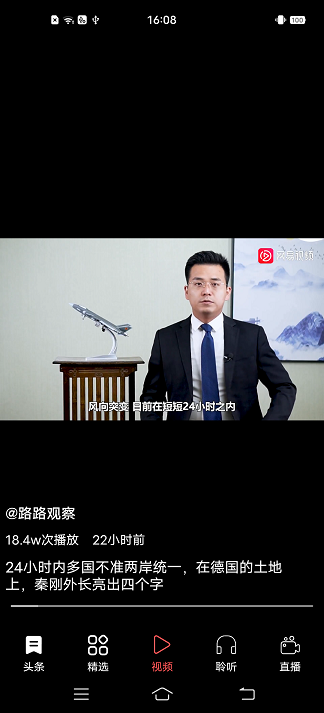 16:08
100
风向突变 目前在短短24小时之内
@路路观察
18.4w次播放 22小时前
24小时内多国不准两岸统一，在德国的土地
上，秦刚外长亮出四个字
头条 精选 视频 聆听 直播